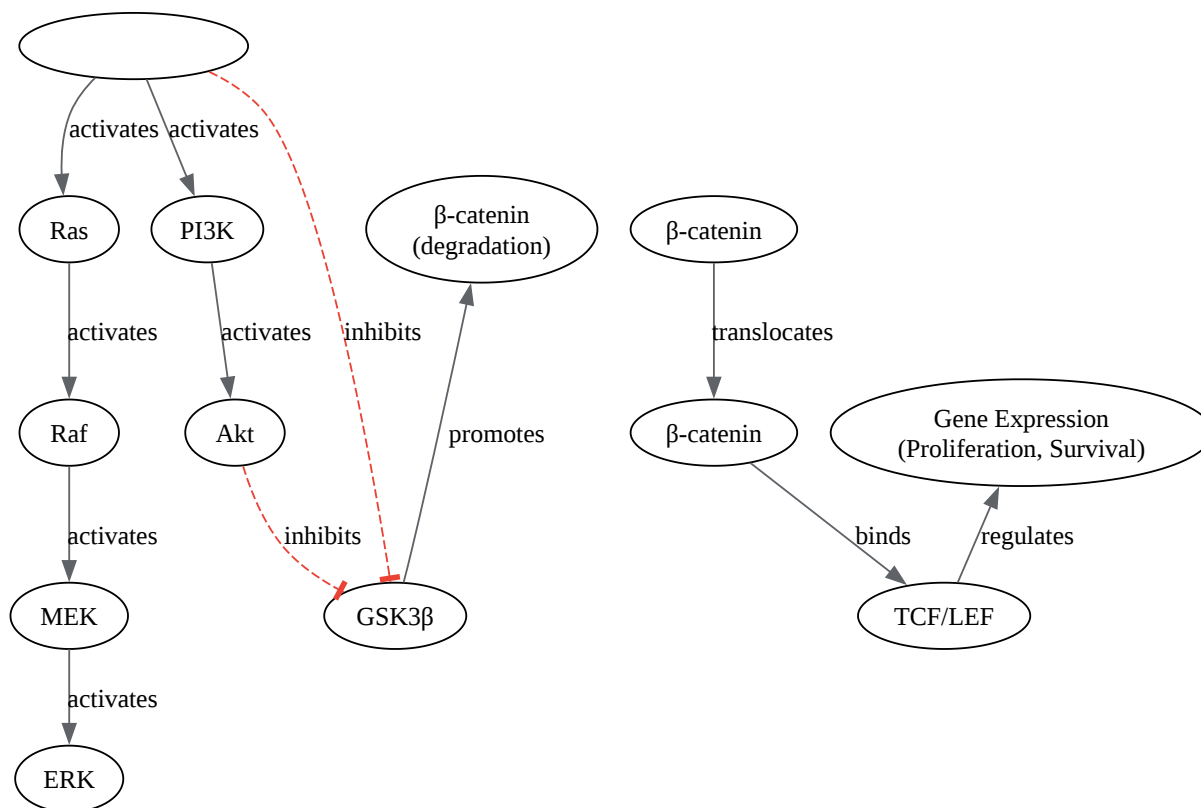 activates
activates
Ras
PI3K
β-catenin
(degradation)
β-catenin
activates
activates
inhibits
translocates
Raf
Akt
promotes
β-catenin
Gene Expression
(Proliferation, Survival)
activates
inhibits
binds
regulates
MEK
GSK3β
TCF/LEF
activates
ERK